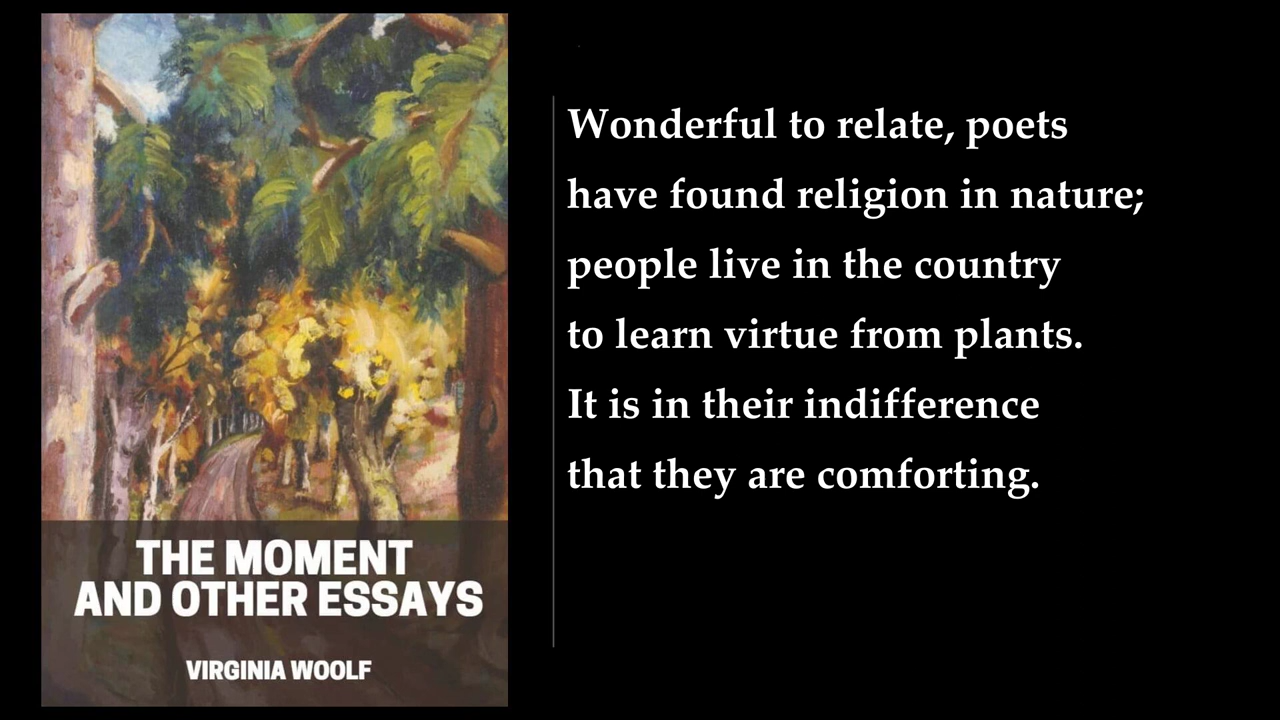 THE MOMENT
AND OTHER ESSAYS
VIRGINIA WOOLF
Wonderful to relate, poets
have found religion in nature;
people live in the country
to learn virtue from plants.
It is in their indifference
that they are comforting.